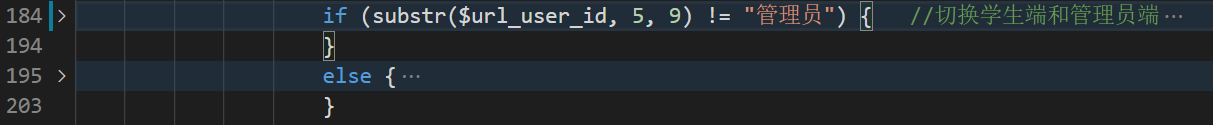 184 > if (substr($url_user_id, 5, 9) != "管理员") { //切换学生端和管理员端 ···
194 }
195 > else { ···
203 }